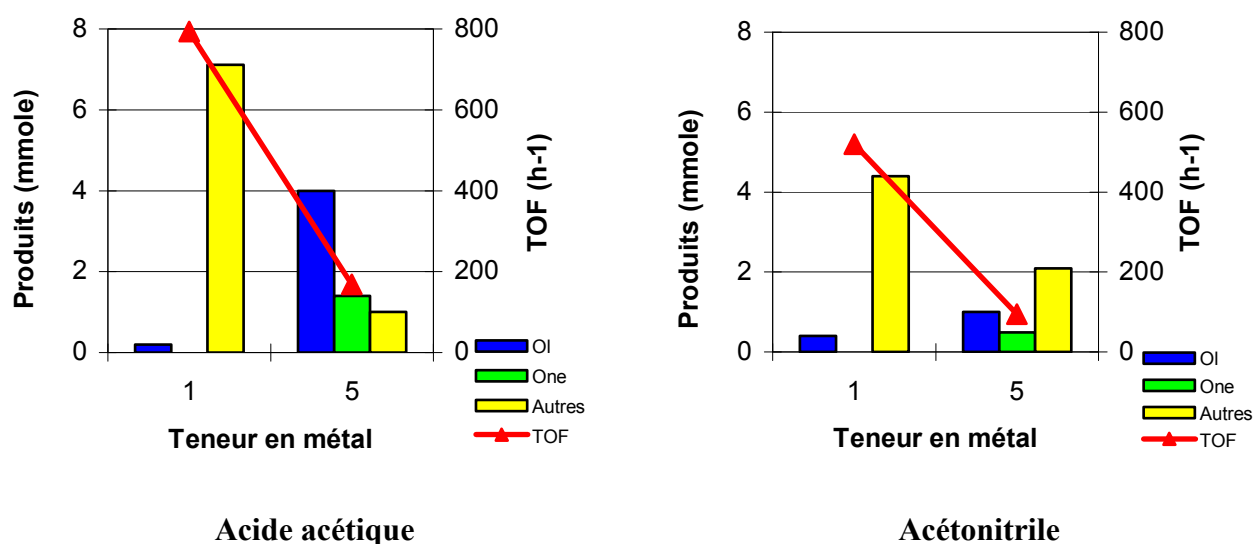 8
6
4
2
0
Produits (mmole)
800
600
400
200
0
TOF (h-1)
1
5
Teneur en métal
Ol
One
Autres
TOF
Acide acétique
8
6
4
2
0
Produits (mmole)
800
600
400
200
0
TOF (h-1)
1
5
Teneur en métal
Ol
One
Autres
TOF
Acétonitrile